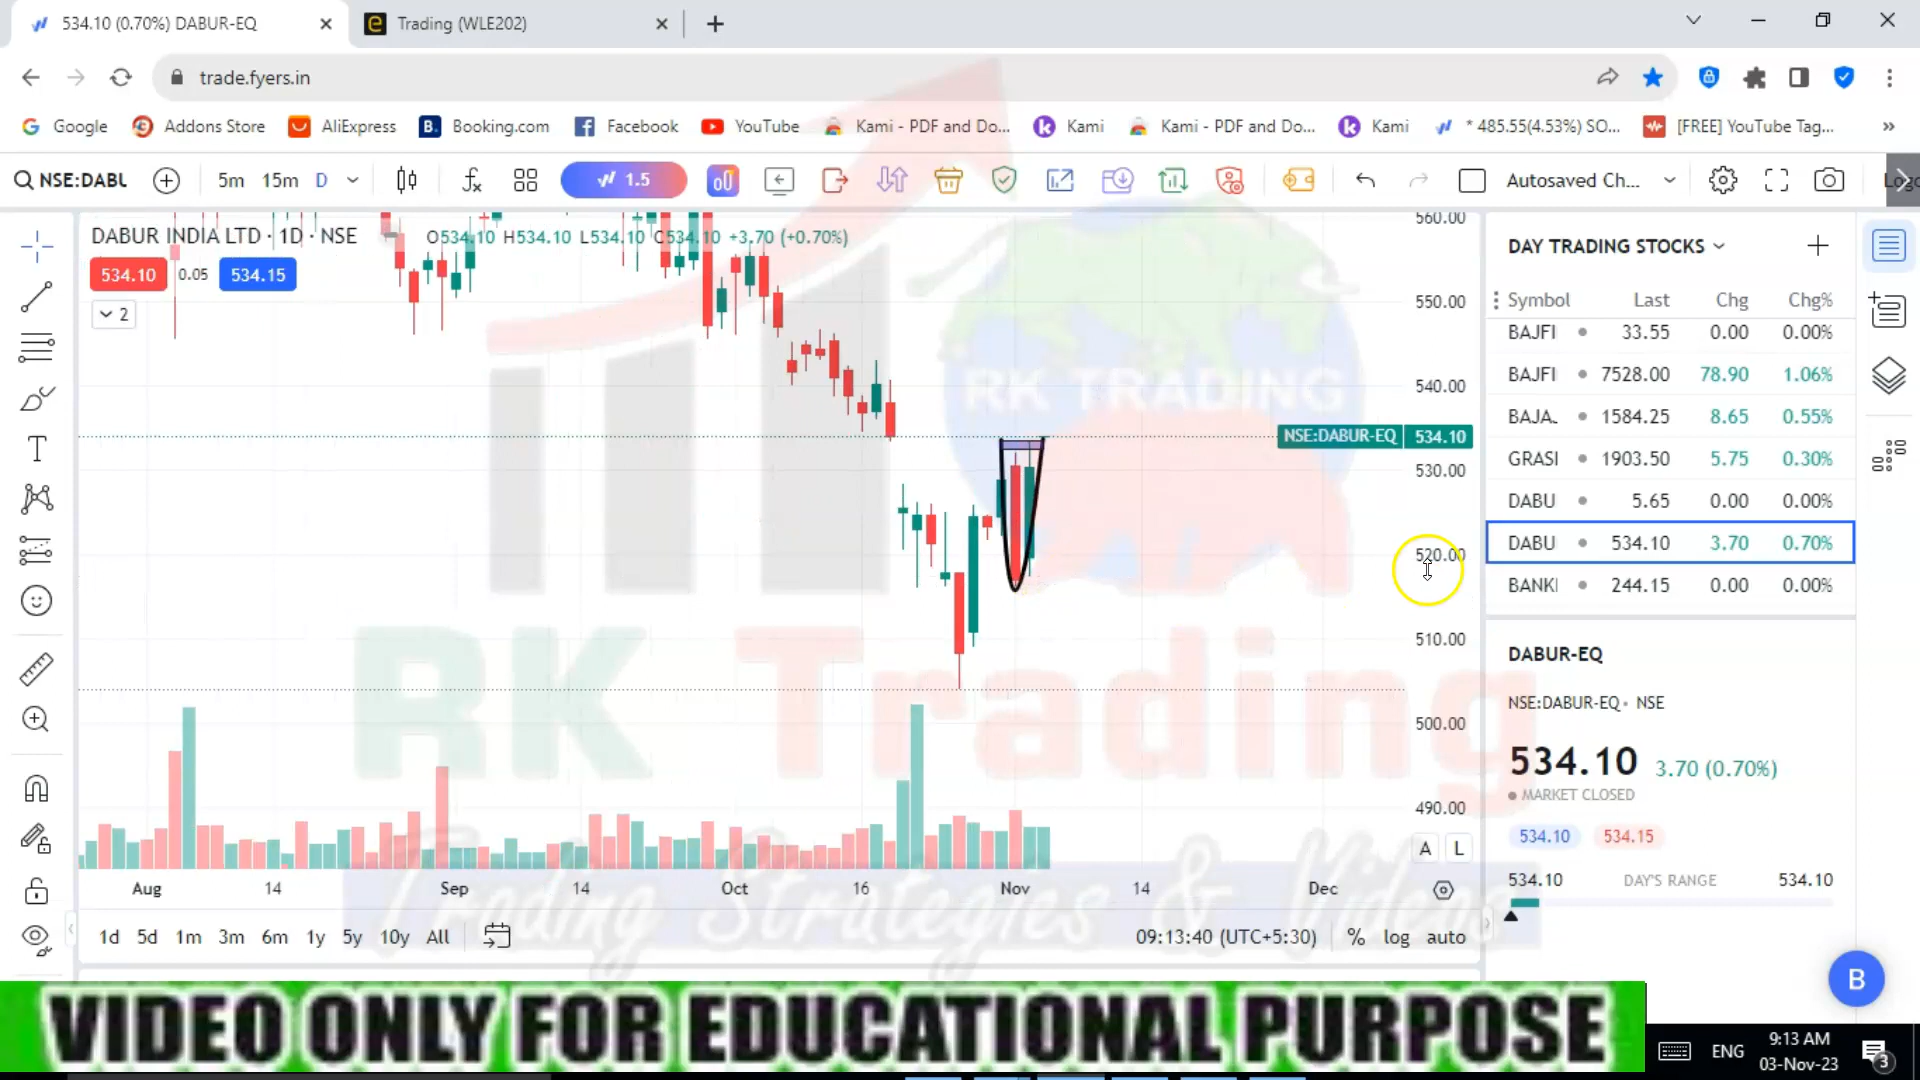 534.10 (0.70%) DABUR-EQ
Trading (WLE202)
trade.fyers.in
Google
Addons Store
AliExpress
Booking.com
Facebook
YouTube
Kami - PDF and Do...
Kami
Kami - PDF and Do...
Kami
* 485.55(4.53%) SO...
[FREE] YouTube Tag...
NSE:DABU
5m 15m D
1.5
Autosaved Ch...
DABUR INDIA LTD · 1D · NSE
O534.10 H534.10 L534.10 C534.10 +3.70 (+0.70%)
534.10 0.05 534.15
2
560.00
550.00
540.00
NSE:DABUR-EQ 534.10
530.00
520.00
510.00
500.00
490.00
A L
Aug 14 Sep 14 Oct 16 Nov 14 Dec
1d 5d 1m 3m 6m 1y 5y 10y All
09:13:40 (UTC+5:30) % log auto
RK TRADING
RK Trading
Trading Strategies & Videos
DAY TRADING STOCKS
Symbol Last Chg Chg%
BAJFI 33.55 0.00 0.00%
BAJFI 7528.00 78.90 1.06%
BAJA 1584.25 8.65 0.55%
GRASI 1903.50 5.75 0.30%
DABU 5.65 0.00 0.00%
DABU 534.10 3.70 0.70%
BANKI 244.15 0.00 0.00%
DABUR-EQ
NSE:DABUR-EQ • NSE
534.10 3.70 (0.70%)
MARKET CLOSED
534.10 534.15
534.10 DAY'S RANGE 534.10
B
VIDEO ONLY FOR EDUCATIONAL PURPOSE
ENG
9:13 AM
03-Nov-23
3